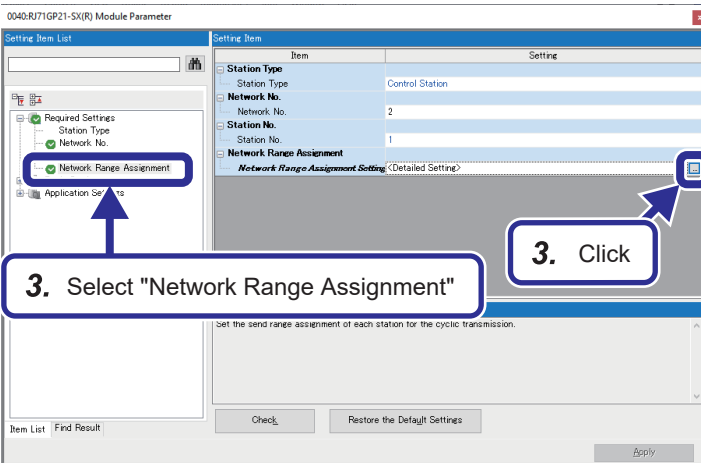 0040:RJ71GP21-SX(R) Module Parameter
Setting Item List
Setting Item
Item Setting
Station Type
Station Type Control Station
Network No.
Network No. 2
Station No.
Station No. 1
Network Range Assignment
Network Range Assignment Setting <Detailed Setting>
Required Settings
Station Type
Network No.
Network Range Assignment
Application Se
s
3. Click
3. Select "Network Range Assignment"
Set the send range assignment of each station for the cyclic transmission.
Check
Restore the Default Settings
Item List
Find Result
Apply